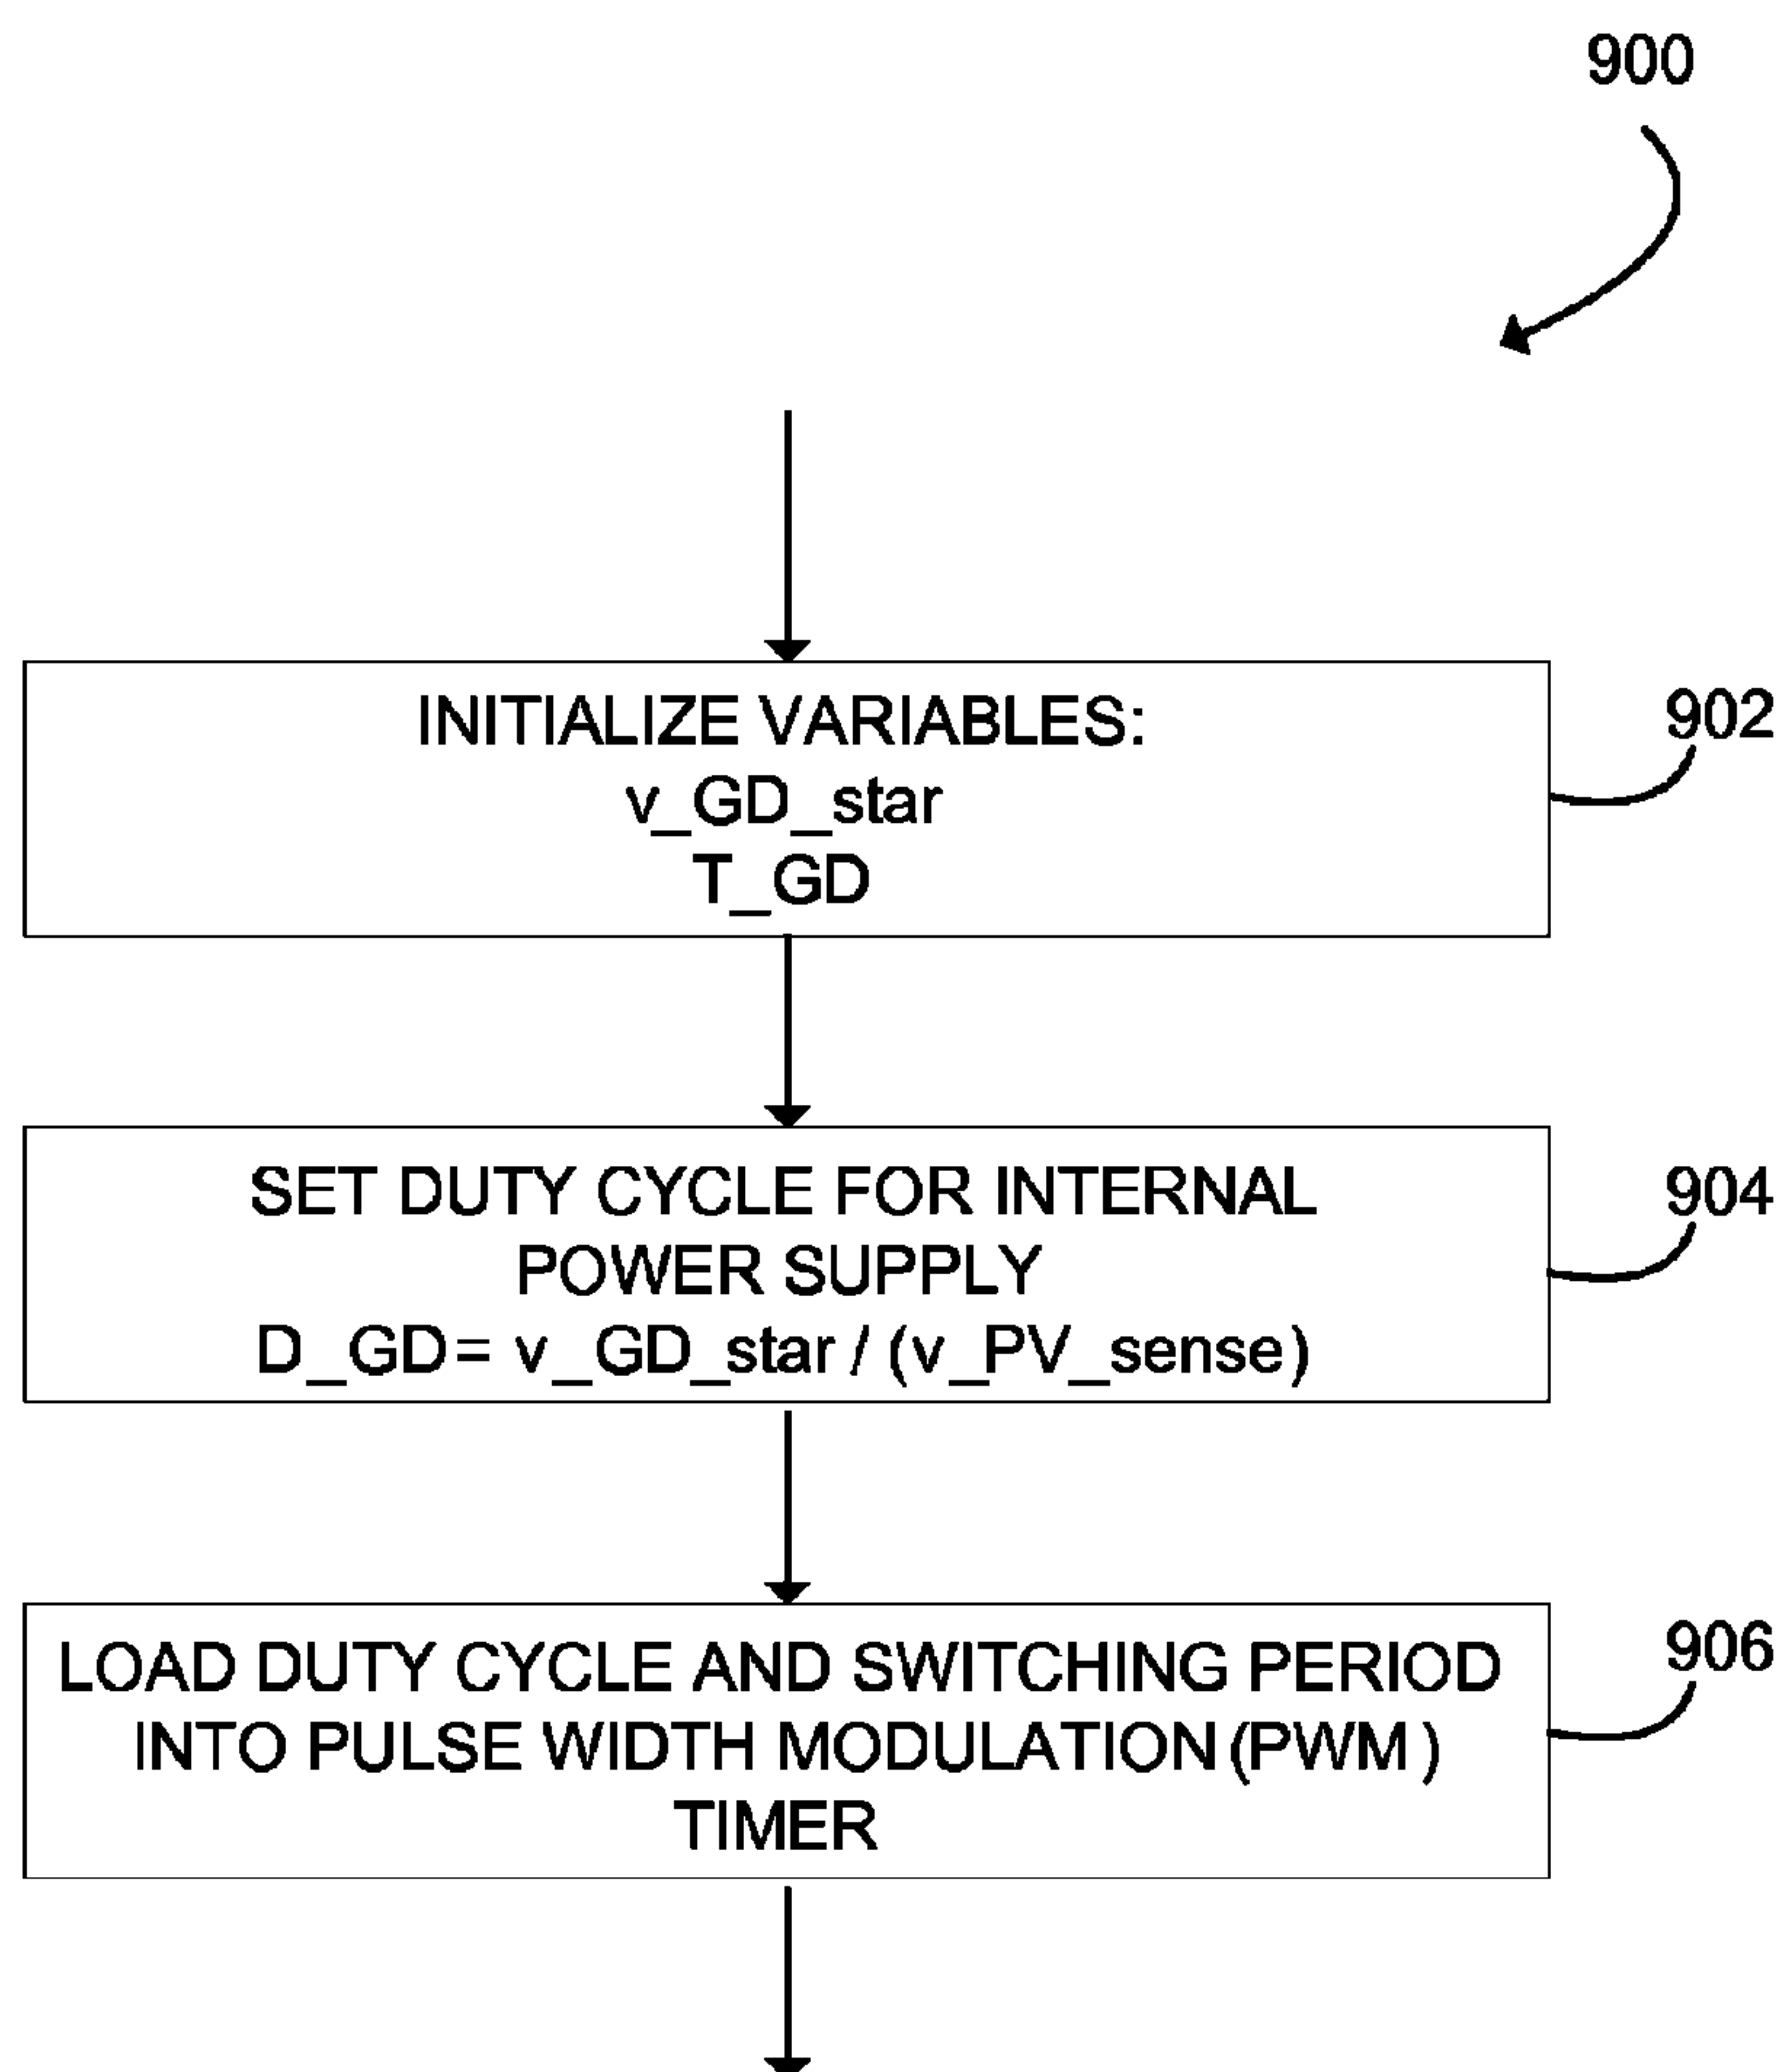 900
INITIALIZE VARIABLES:
v_GD_star
T_GD
902
SET DUTY CYCLE FOR INTERNAL
POWER SUPPLY
D_GD = v_GD_star / (v_PV_sense)
904
LOAD DUTY CYCLE AND SWITCHING PERIOD
INTO PULSE WIDTH MODULATION (PWM)
TIMER
906